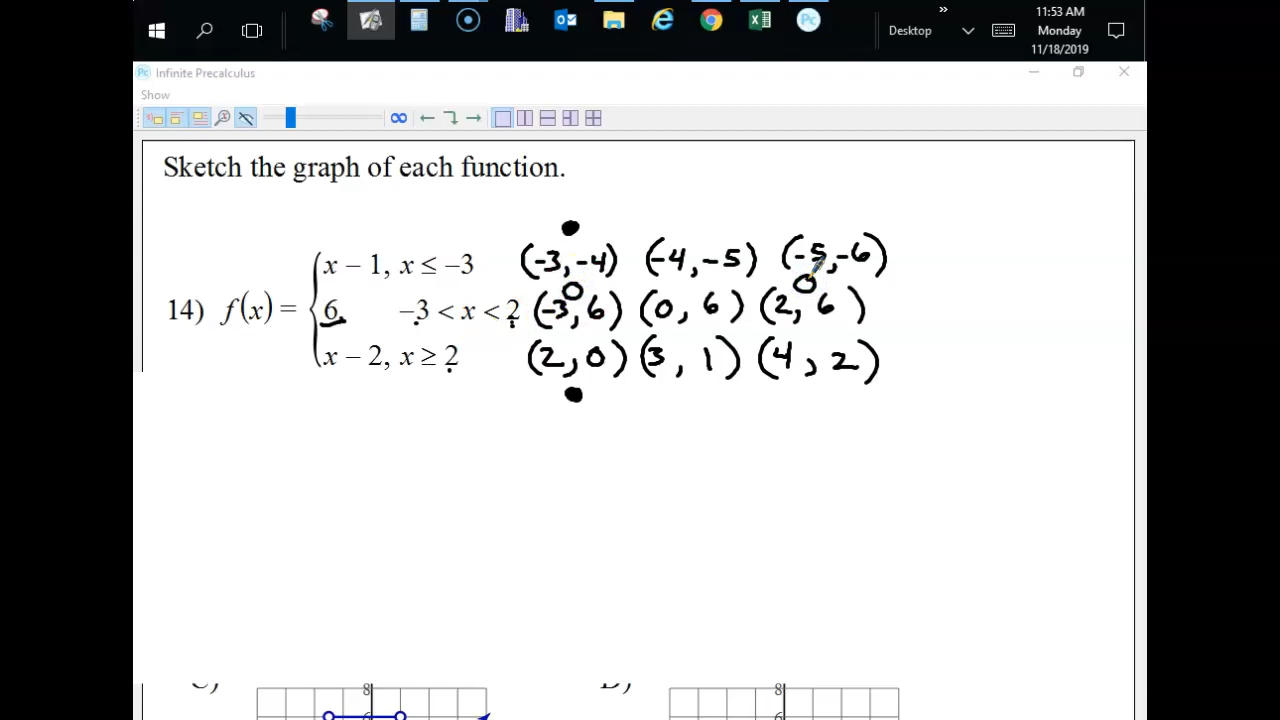 11:53 AM
Desktop
Monday
11/18/2019
Infinite Precalculus
Show
Sketch the graph of each function.
x − 1, x ≤ −3 (-3, -4) (-4, -5) (-5, -6)
14) f(x) = 6, −3 < x < 2 (-3, 6) (0, 6) (2, 6)
x − 2, x ≥ 2 (2, 0) (3, 1) (4, 2)
C) 8 D) 8
6